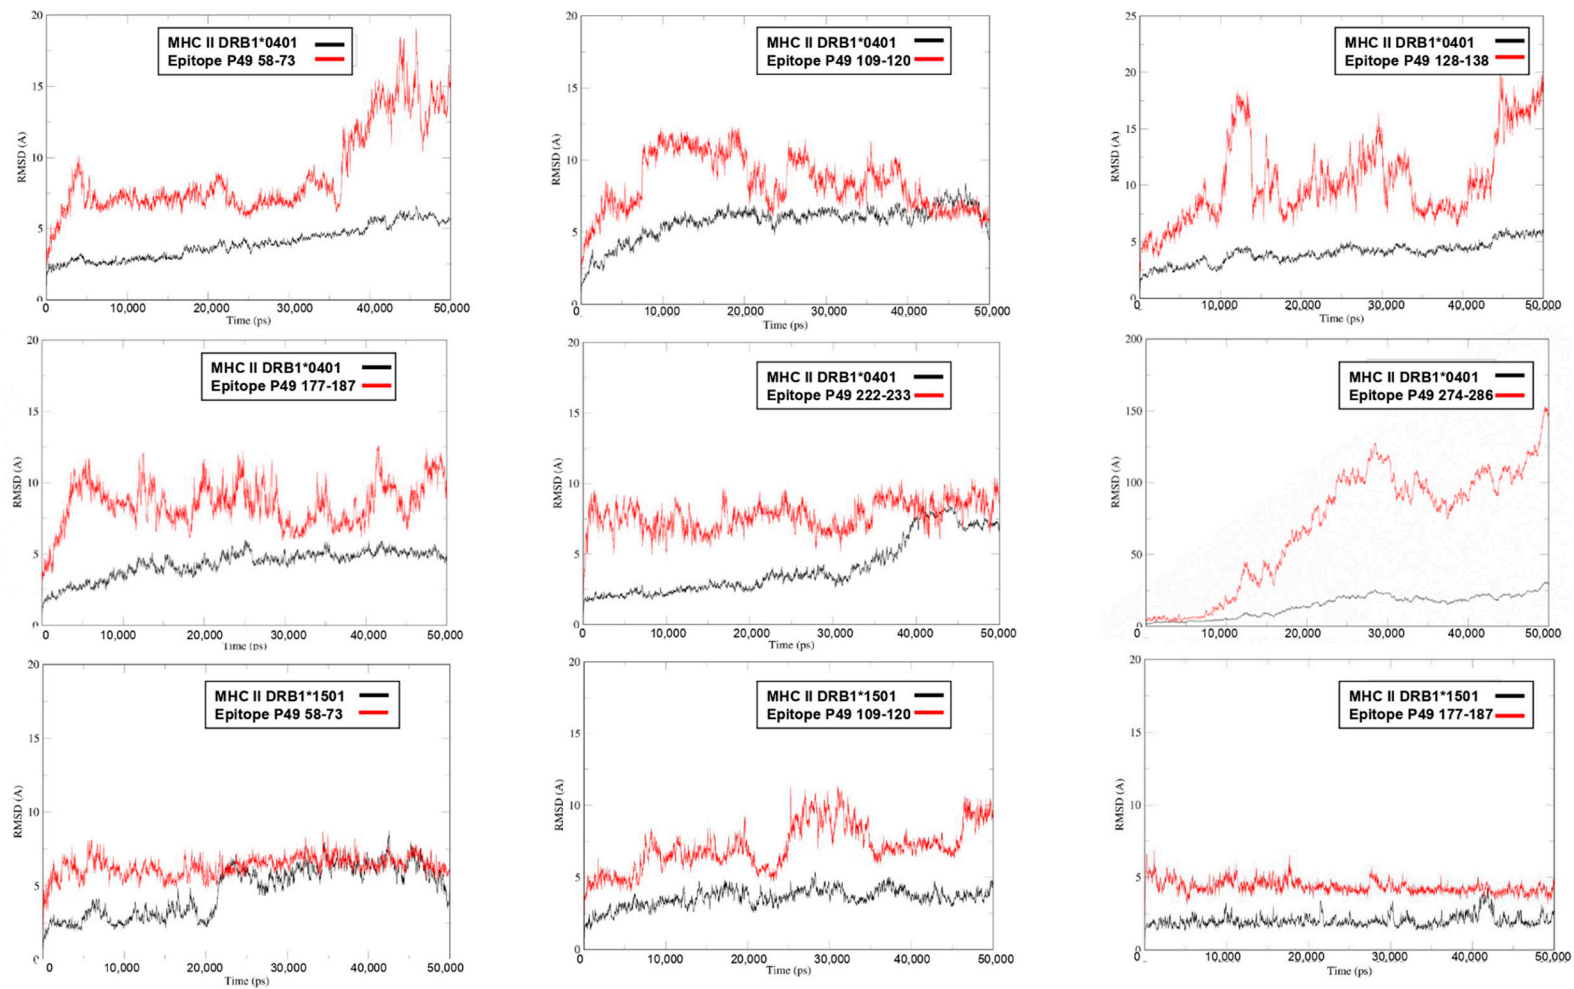 20
MHC II DRB1*0401
Epitope P49 58-73
15
RMSD (A)
10
5
0
0 10,000 20,000 30,000 40,000 50,000
Time (ps)
20
MHC II DRB1*0401
Epitope P49 109-120
15
RMSD (A)
10
5
0
0 10,000 20,000 30,000 40,000 50,000
Time (ps)
25
MHC II DRB1*0401
Epitope P49 128-138
20
15
RMSD (A)
10
5
0
0 10,000 20,000 30,000 40,000 50,000
Time (ps)
20
MHC II DRB1*0401
Epitope P49 177-187
15
RMSD (A)
10
5
0
0 10,000 20,000 30,000 40,000 50,000
Time (ps)
20
MHC II DRB1*0401
Epitope P49 222-233
15
RMSD (A)
10
5
0
0 10,000 20,000 30,000 40,000 50,000
Time (ps)
200
MHC II DRB1*0401
Epitope P49 274-286
150
RMSD (A)
100
50
0
0 10,000 20,000 30,000 40,000 50,000
Time (ps)
20
MHC II DRB1*1501
Epitope P49 58-73
15
RMSD (A)
10
5
0
0 10,000 20,000 30,000 40,000 50,000
Time (ps)
20
MHC II DRB1*1501
Epitope P49 109-120
15
RMSD (A)
10
5
0
0 10,000 20,000 30,000 40,000 50,000
Time (ps)
20
MHC II DRB1*1501
Epitope P49 177-187
15
RMSD (A)
10
5
0
0 10,000 20,000 30,000 40,000 50,000
Time (ps)